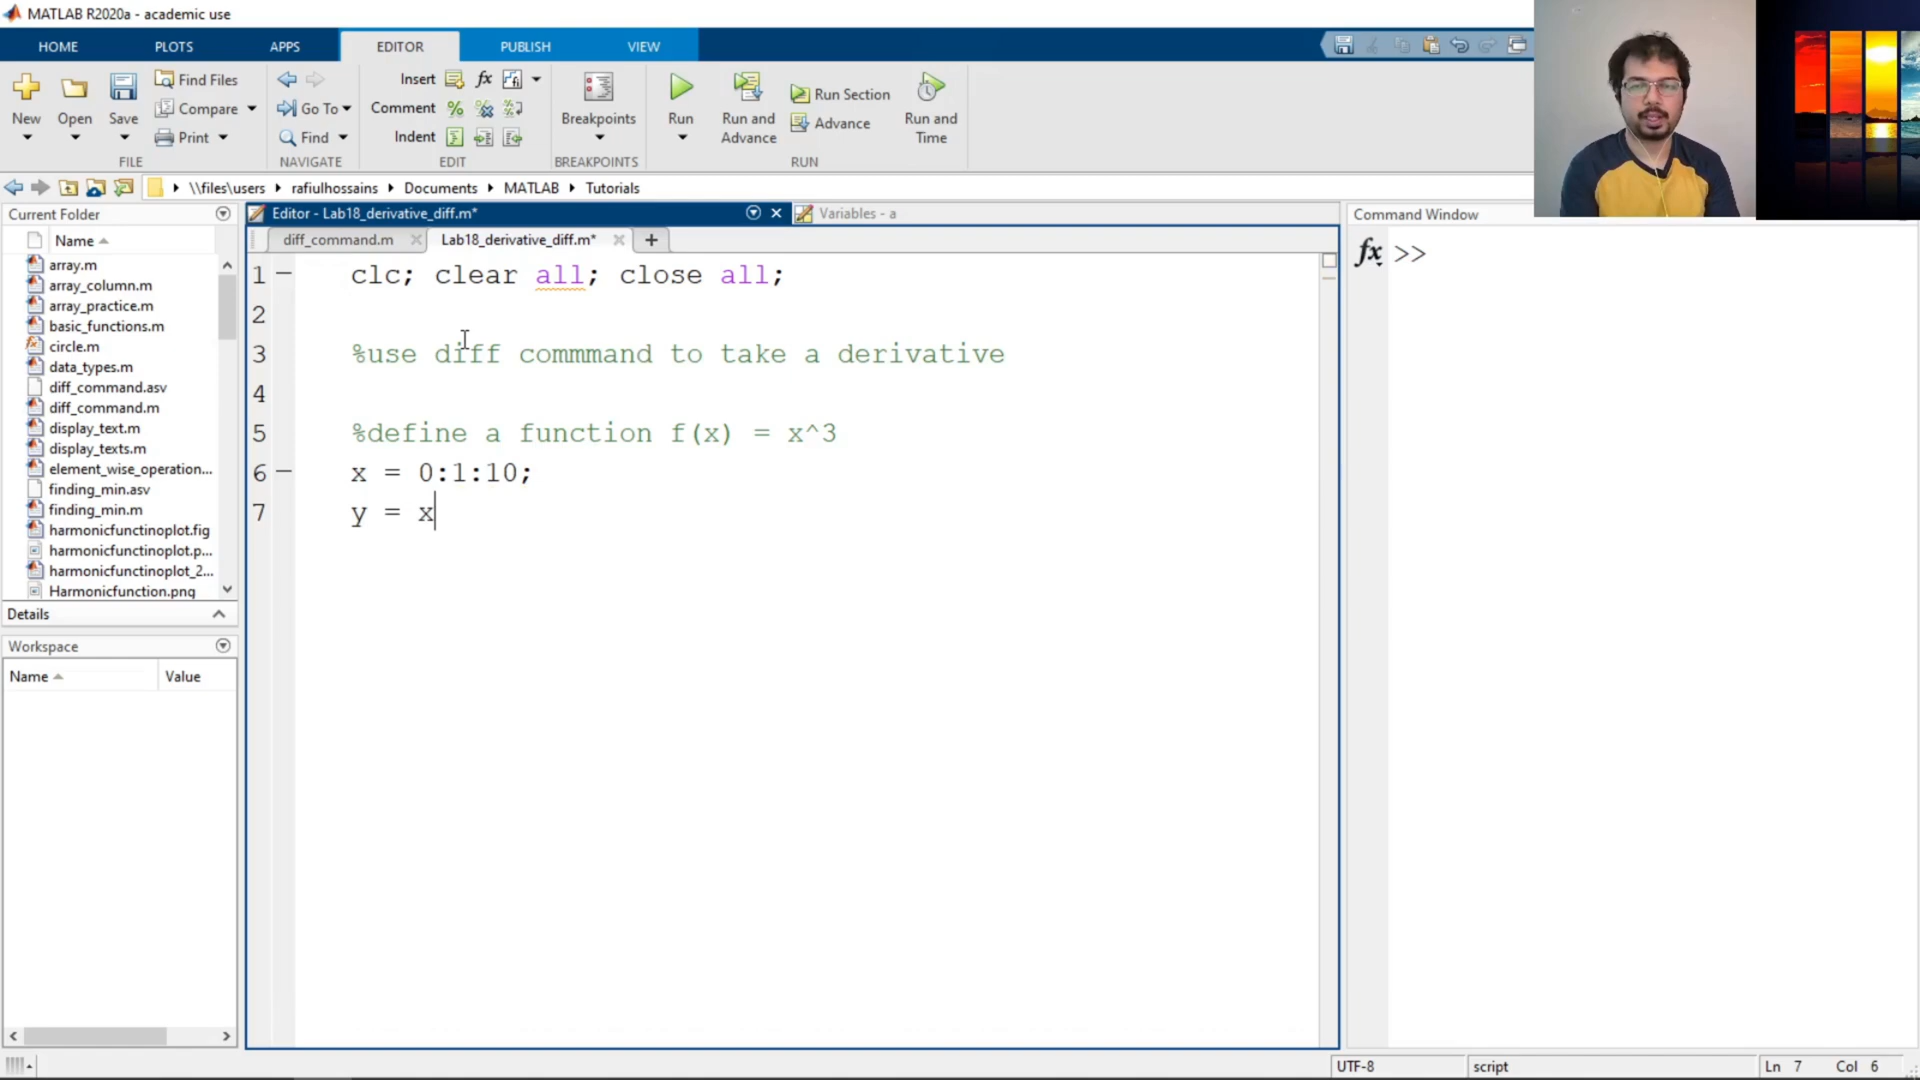 MATLAB R2020a - academic use
HOME PLOTS APPS EDITOR PUBLISH VIEW
New Open Save Find Files Compare Print
FILE
Go To Find
NAVIGATE
Insert fx
Comment %
Indent
EDIT
Breakpoints
BREAKPOINTS
Run Run and Advance Run Section Advance Run and Time
RUN
\\files\users rafiulhossains Documents MATLAB Tutorials
Current Folder
Name
array.m
array_column.m
array_practice.m
basic_functions.m
circle.m
data_types.m
diff_command.asv
diff_command.m
display_text.m
display_texts.m
element_wise_operation...
finding_min.asv
finding_min.m
harmonicfunctinoplot.fig
harmonicfunctinoplot.p...
harmonicfunctinoplot_2...
Harmonicfunction.png
Details
Workspace
Name Value
Editor - Lab18_derivative_diff.m*
Variables - a
diff_command.m Lab18_derivative_diff.m* +
1 clc; clear all; close all;
2
3 %use diff commmand to take a derivative
4
5 %define a function f(x) = x^3
6 x = 0:1:10;
7 y = x
Command Window
fx >>
UTF-8 script Ln 7 Col 6